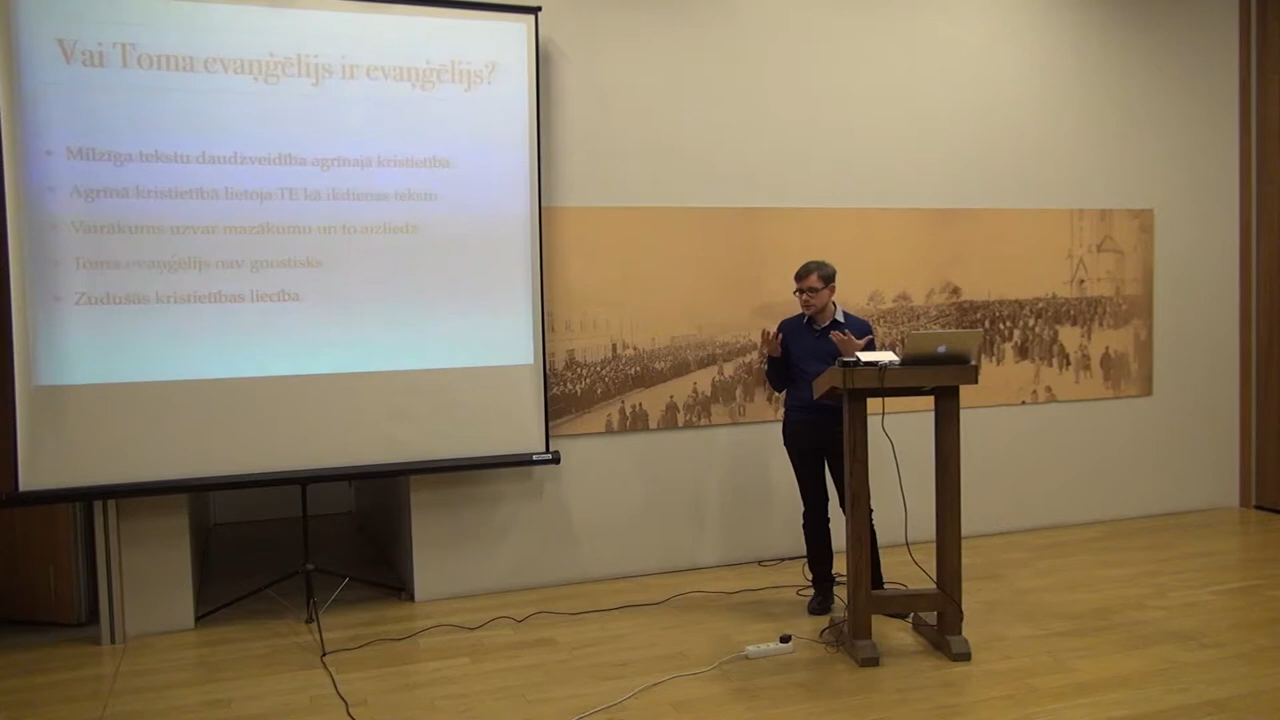 Vai Toma evaņģēlijs ir evaņģēlijs?
• Milzīga tekstu daudzveidība agrīnajā kristietībā
• Agrīnā kristietībā lietoja TE kā ikdienas tekstu
• Vairākums uzvar mazākumu un to aizliedz
• Toma evaņģēlijs nav gnostisks
• Zudušās kristietības liecība